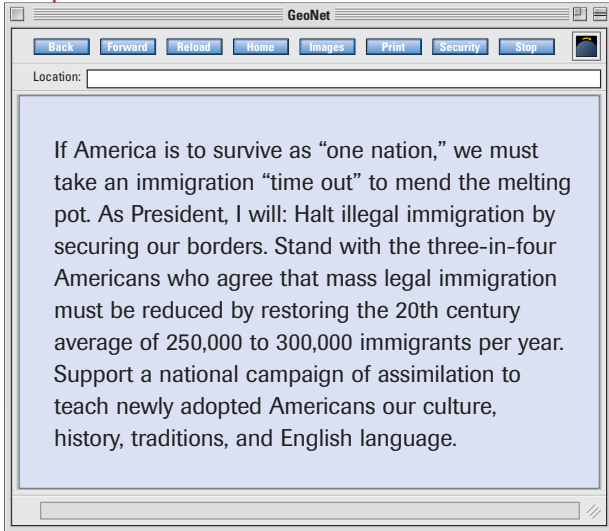 GeoNet
Back Forward Reload Home Images Print Security Stop
Location:
If America is to survive as “one nation,” we must
take an immigration “time out” to mend the melting
pot. As President, I will: Halt illegal immigration by
securing our borders. Stand with the three-in-four
Americans who agree that mass legal immigration
must be reduced by restoring the 20th century
average of 250,000 to 300,000 immigrants per year.
Support a national campaign of assimilation to
teach newly adopted Americans our culture,
history, traditions, and English language.